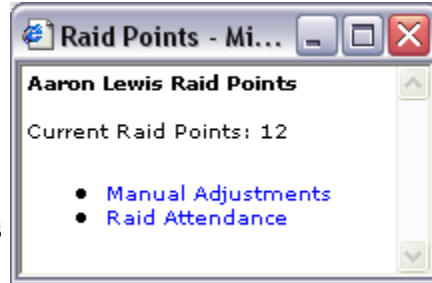 Raid Points - Mi...
Aaron Lewis Raid Points
Current Raid Points: 12
Manual Adjustments
Raid Attendance